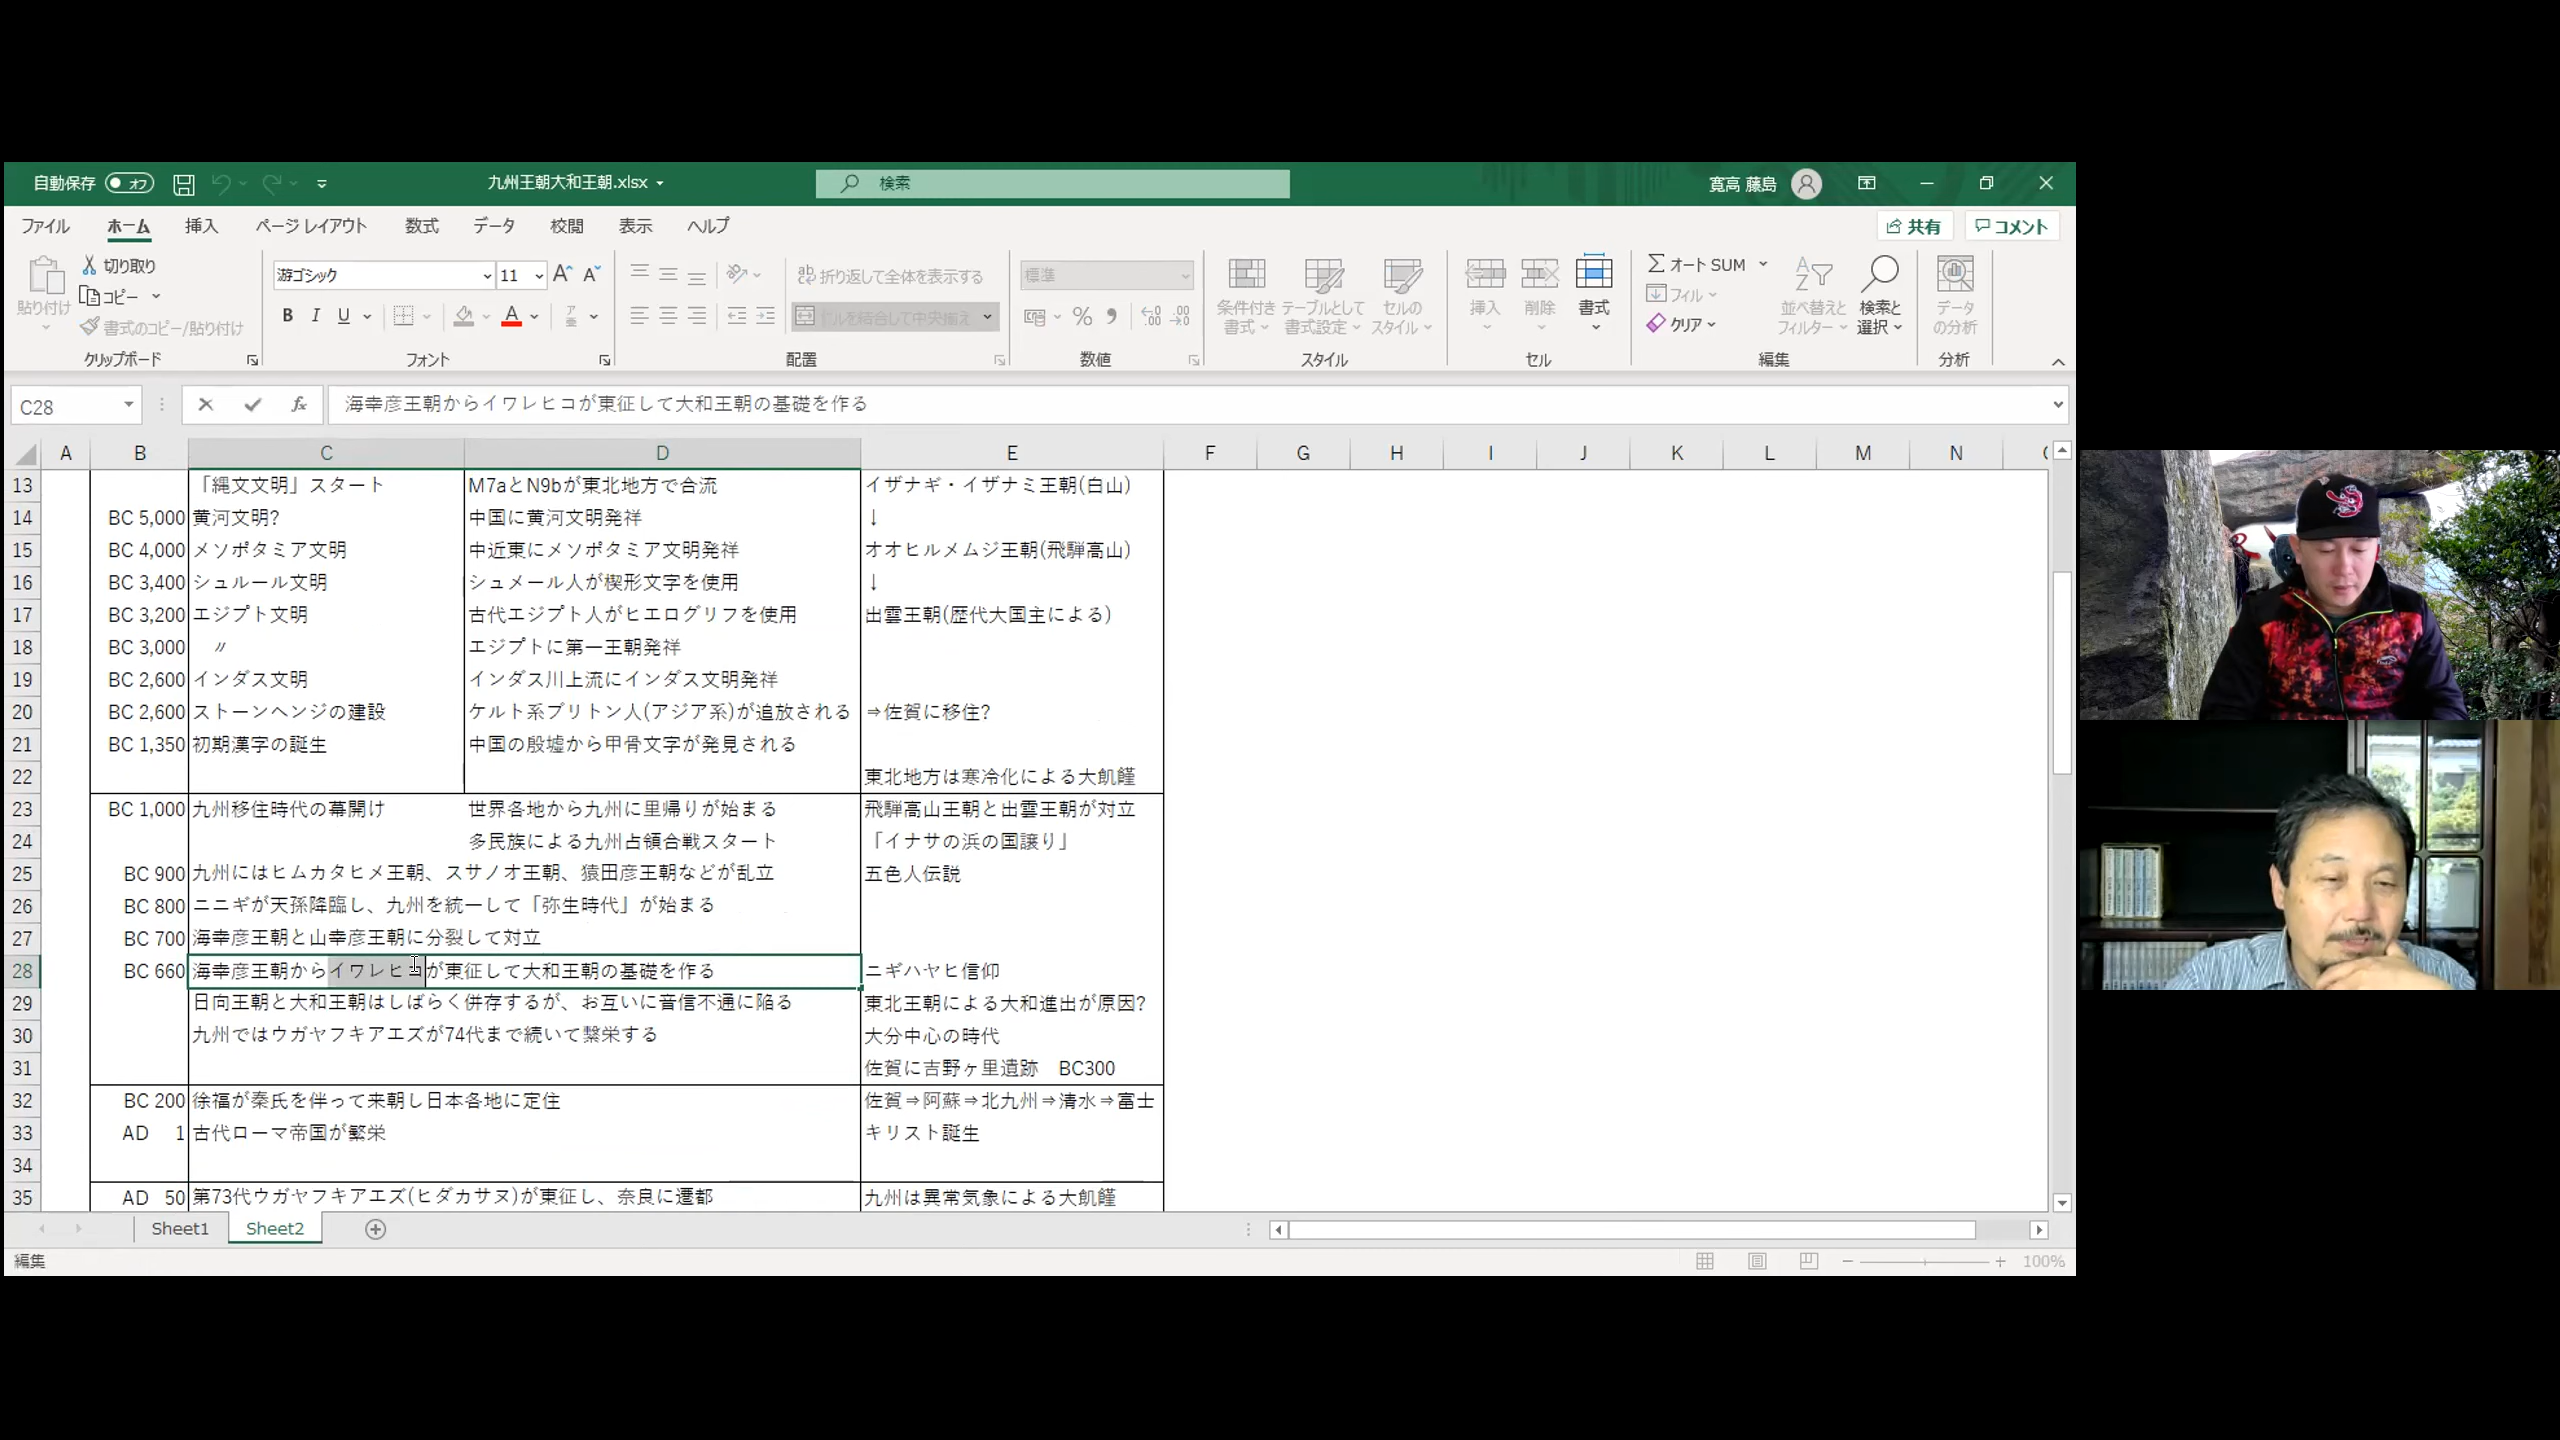 自動保存 オフ 九州王朝大和王朝.xlsx 検索 寛高 藤島
ファイル ホーム 挿入 ページ レイアウト 数式 データ 校閲 表示 ヘルプ 共有 コメント
貼り付け 切り取り コピー 書式のコピー/貼り付け クリップボード
游ゴシック 11 B I U フォント
折り返して全体を表示する 配置
標準 数値
条件付き書式 テーブルとして書式設定 セルのスタイル スタイル
挿入 削除 書式 セル
オート SUM フィル クリア 並べ替えとフィルター 検索と選択 編集
データの分析 分析
C28 fx 海幸彦王朝からイワレヒコが東征して大和王朝の基礎を作る
A B C D E F G H I J K L M N
13 「縄文文明」スタート M7aとN9bが東北地方で合流 イザナギ・イザナミ王朝(白山)
14 BC 5,000 黄河文明? 中国に黄河文明発祥 ↓
15 BC 4,000 メソポタミア文明 中近東にメソポタミア文明発祥 オオヒルメムジ王朝(飛騨高山)
16 BC 3,400 シュルール文明 シュメール人が楔形文字を使用 ↓
17 BC 3,200 エジプト文明 古代エジプト人がヒエログリフを使用 出雲王朝(歴代大国主による)
18 BC 3,000 〃 エジプトに第一王朝発祥
19 BC 2,600 インダス文明 インダス川上流にインダス文明発祥
20 BC 2,600 ストーンヘンジの建設 ケルト系ブリトン人(アジア系)が追放される ⇒佐賀に移住?
21 BC 1,350 初期漢字の誕生 中国の殷墟から甲骨文字が発見される
22 東北地方は寒冷化による大飢饉
23 BC 1,000 九州移住時代の幕開け 世界各地から九州に里帰りが始まる 飛騨高山王朝と出雲王朝が対立
24 多民族による九州占領合戦スタート 「イナサの浜の国譲り」
25 BC 900 九州にはヒムカタヒメ王朝、スサノオ王朝、猿田彦王朝などが乱立 五色人伝説
26 BC 800 ニニギが天孫降臨し、九州を統一して「弥生時代」が始まる
27 BC 700 海幸彦王朝と山幸彦王朝に分裂して対立
28 BC 660 海幸彦王朝からイワレヒコが東征して大和王朝の基礎を作る ニギハヤヒ信仰
29 日向王朝と大和王朝はしばらく併存するが、お互いに音信不通に陥る 東北王朝による大和進出が原因?
30 九州ではウガヤフキアエズが74代まで続いて繫栄する 大分中心の時代
31 佐賀に吉野ヶ里遺跡 BC300
32 BC 200 徐福が秦氏を伴って来朝し日本各地に定住 佐賀⇒阿蘇⇒北九州⇒清水⇒富士
33 AD 1 古代ローマ帝国が繁栄 キリスト誕生
34
35 AD 50 第73代ウガヤフキアエズ(ヒダカサヌ)が東征し、奈良に遷都 九州は異常気象による大飢饉
Sheet1 Sheet2
編集 100%